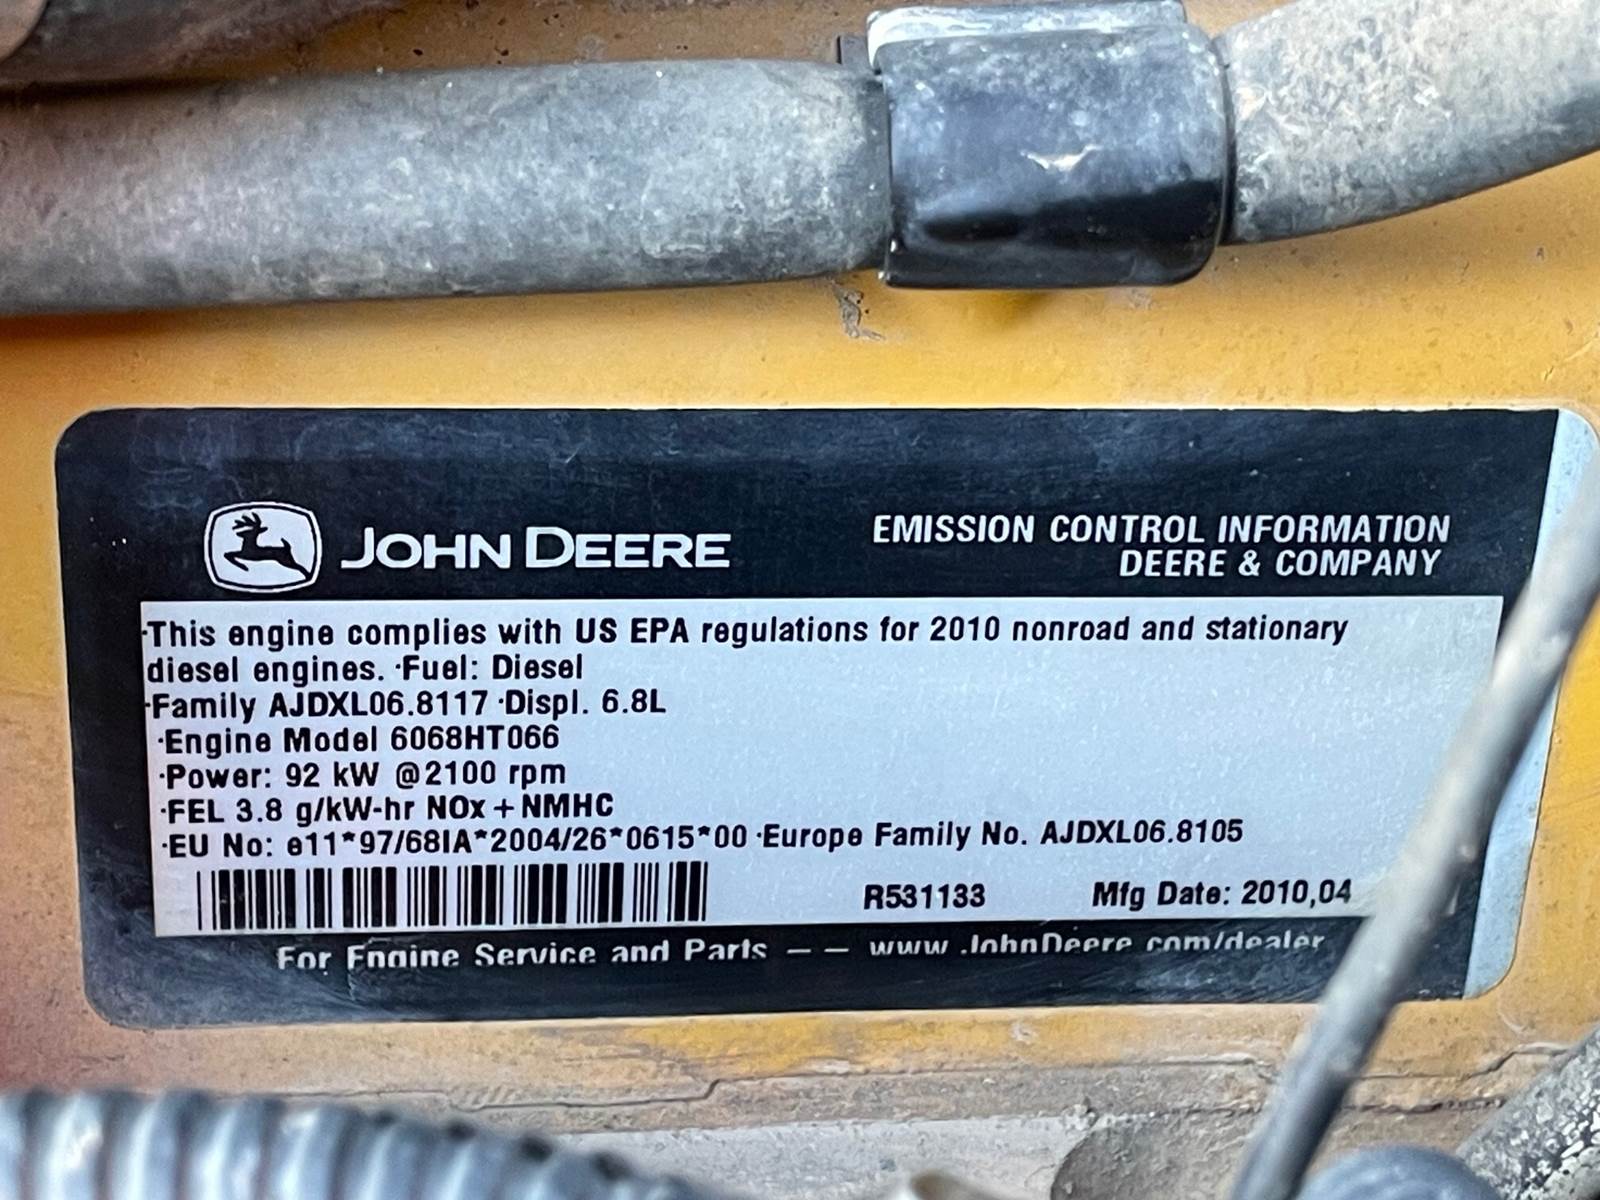 JOHN DEERE
EMISSION CONTROL INFORMATION
DEERE & COMPANY
·This engine complies with US EPA regulations for 2010 nonroad and stationary
diesel engines. ·Fuel: Diesel
·Family AJDXL06.8117 ·Displ. 6.8L
·Engine Model 6068HT066
·Power: 92 kW @2100 rpm
·FEL 3.8 g/kW-hr NOx+NMHC
·EU No: e11*97/68IA*2004/26*0615*00 ·Europe Family No. AJDXL06.8105
R531133 Mfg Date: 2010,04
For Engine Service and Parts – – www.JohnDeere.com/dealer